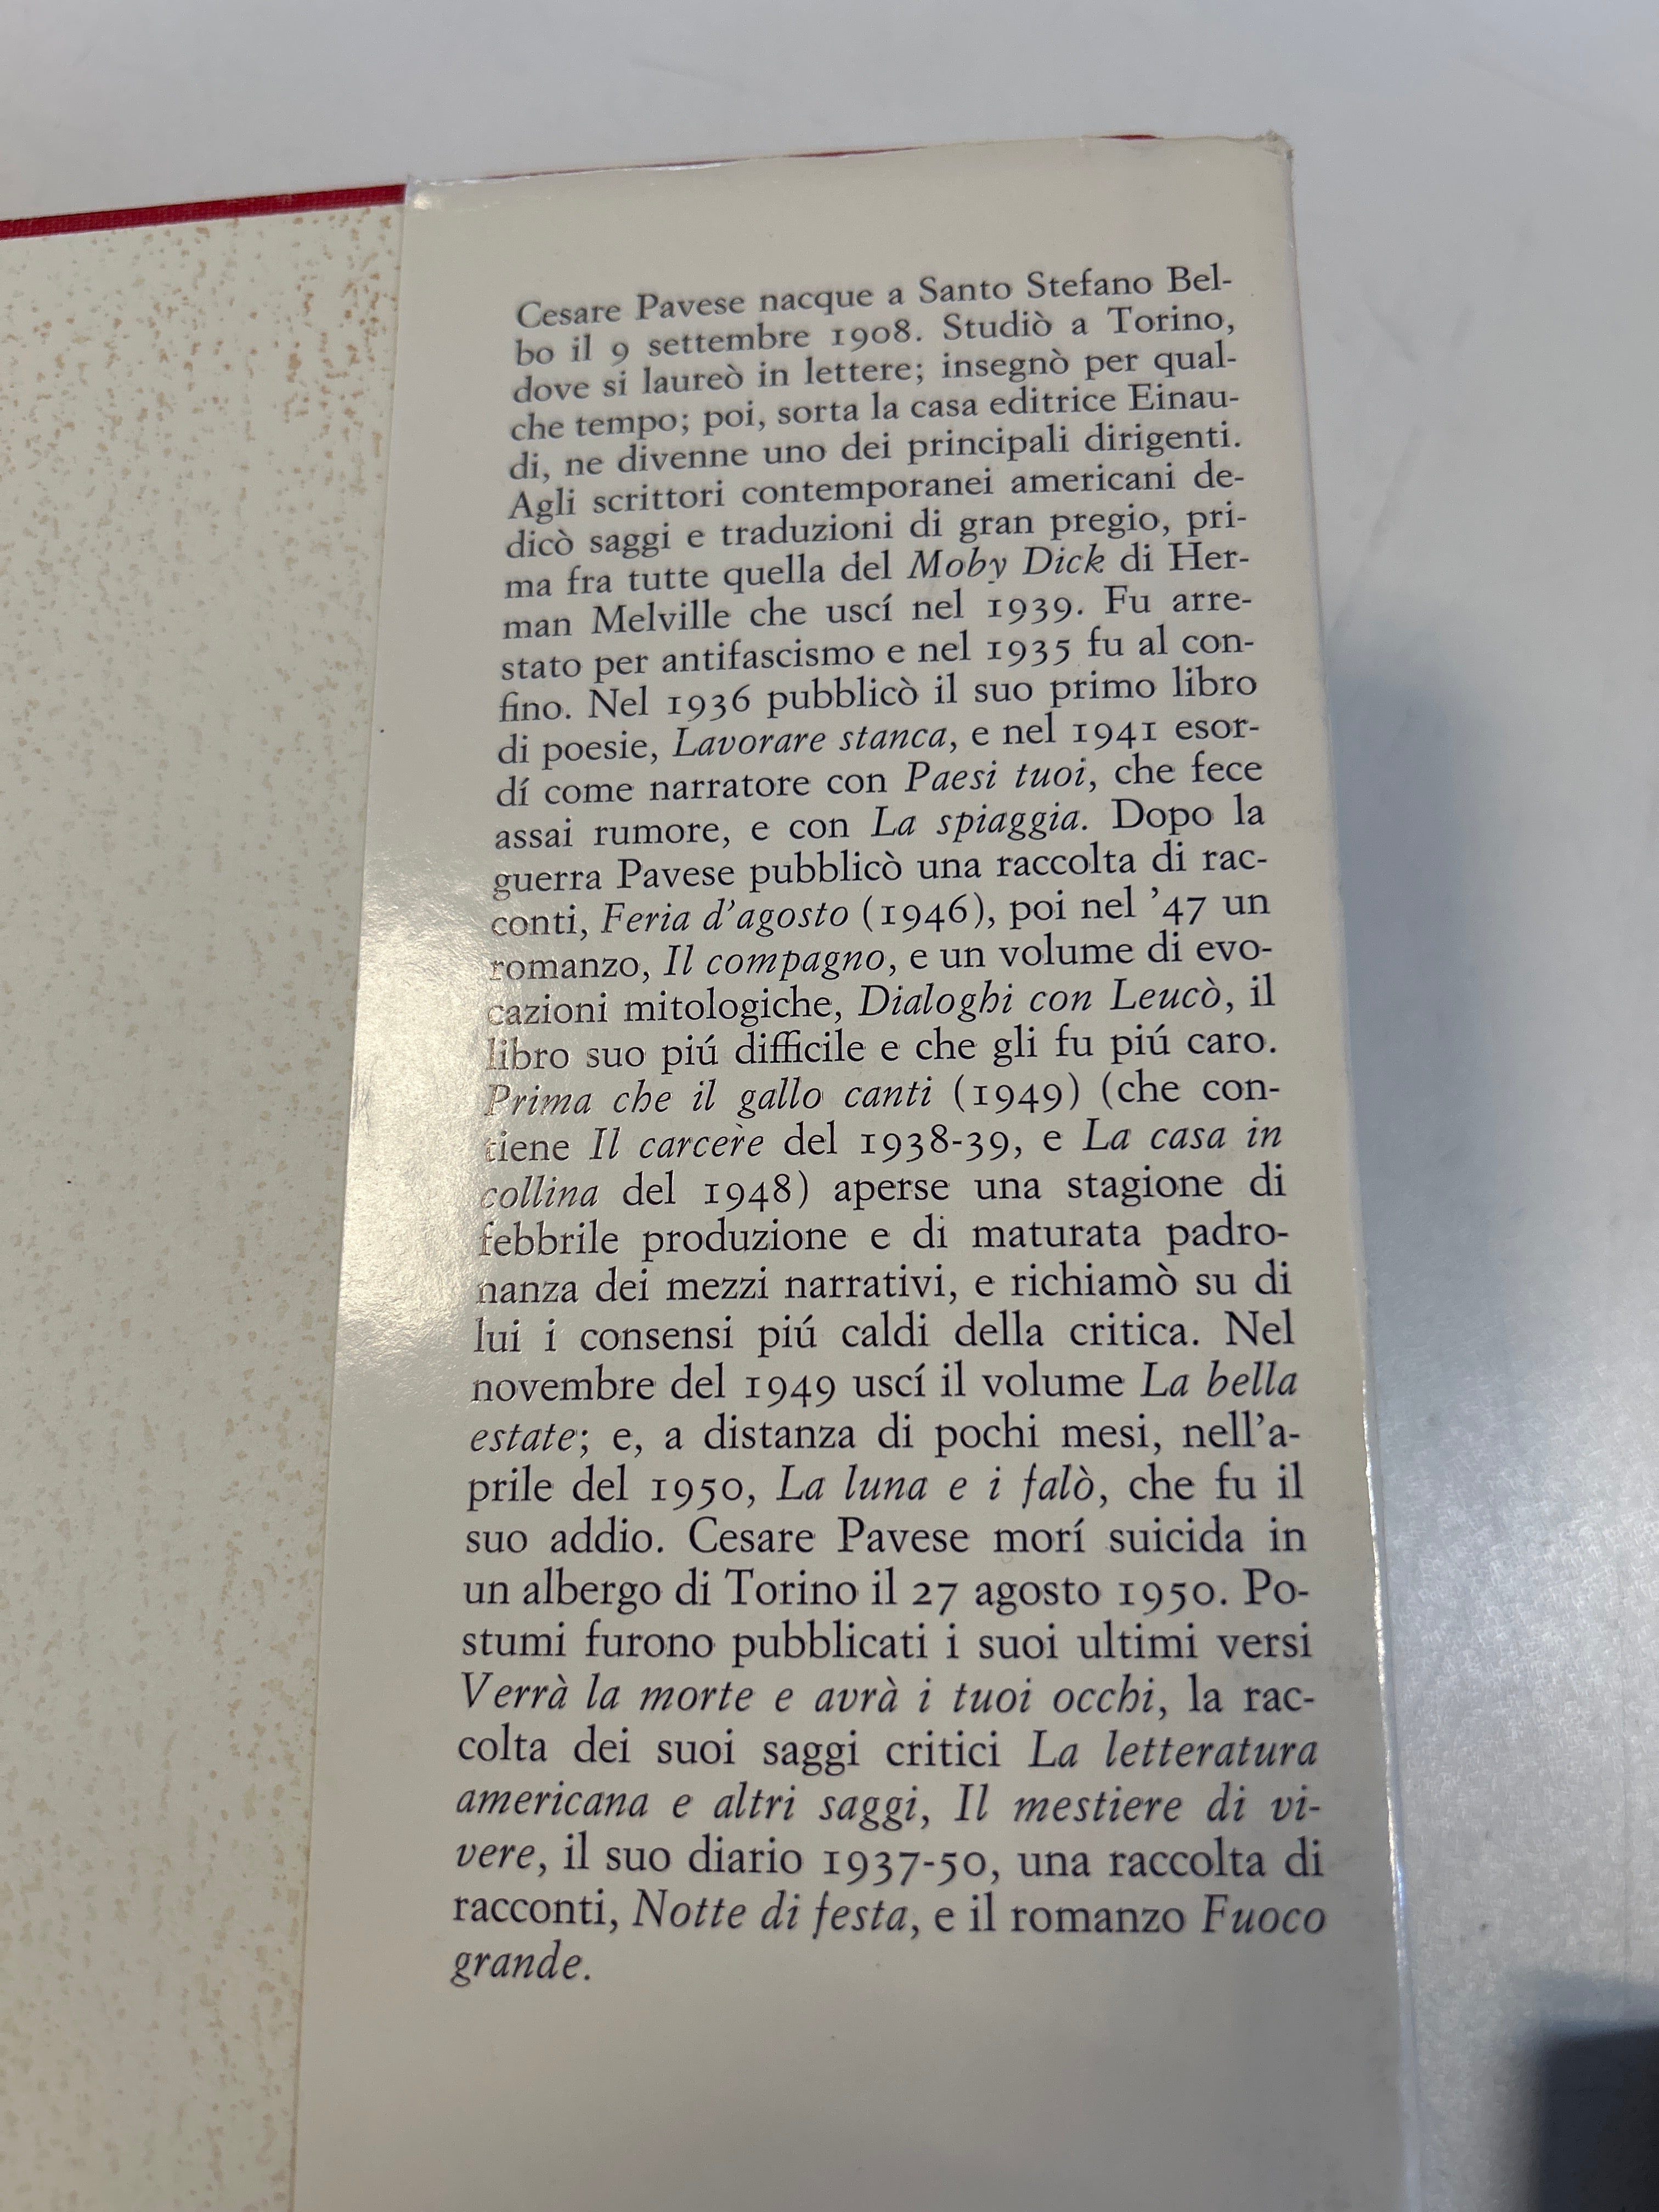 Cesare Pavese nacque a Santo Stefano Bel-
bo il 9 settembre 1908. Studiò a Torino,
dove si laureò in lettere; insegnò per qual-
che tempo; poi, sorta la casa editrice Einau-
di, ne divenne uno dei principali dirigenti.
Agli scrittori contemporanei americani de-
dicò saggi e traduzioni di gran pregio, pri-
ma fra tutte quella del Moby Dick di Her-
man Melville che uscí nel 1939. Fu arre-
stato per antifascismo e nel 1935 fu al con-
fino. Nel 1936 pubblicò il suo primo libro
di poesie, Lavorare stanca, e nel 1941 esor-
dí come narratore con Paesi tuoi, che fece
assai rumore, e con La spiaggia. Dopo la
guerra Pavese pubblicò una raccolta di rac-
conti, Feria d'agosto (1946), poi nel '47 un
romanzo, Il compagno, e un volume di evo-
cazioni mitologiche, Dialoghi con Leucò, il
libro suo piú difficile e che gli fu piú caro.
Prima che il gallo canti (1949) (che con-
tiene Il carcere del 1938-39, e La casa in
collina del 1948) aperse una stagione di
febbrile produzione e di maturata padro-
nanza dei mezzi narrativi, e richiamò su di
lui i consensi piú caldi della critica. Nel
novembre del 1949 uscí il volume La bella
estate; e, a distanza di pochi mesi, nell'a-
prile del 1950, La luna e i falò, che fu il
suo addio. Cesare Pavese morí suicida in
un albergo di Torino il 27 agosto 1950. Po-
stumi furono pubblicati i suoi ultimi versi
Verrà la morte e avrà i tuoi occhi, la rac-
colta dei suoi saggi critici La letteratura
americana e altri saggi, Il mestiere di vi-
vere, il suo diario 1937-50, una raccolta di
racconti, Notte di festa, e il romanzo Fuoco
grande.